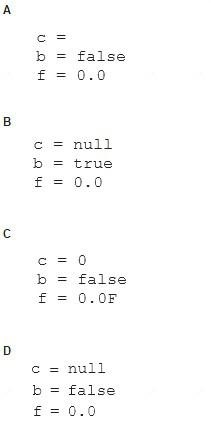 A
c =
b = false
f = 0.0
B
c = null
b = true
f = 0.0
C
c = 0
b = false
f = 0.0F
D
c = null
b = false
f = 0.0